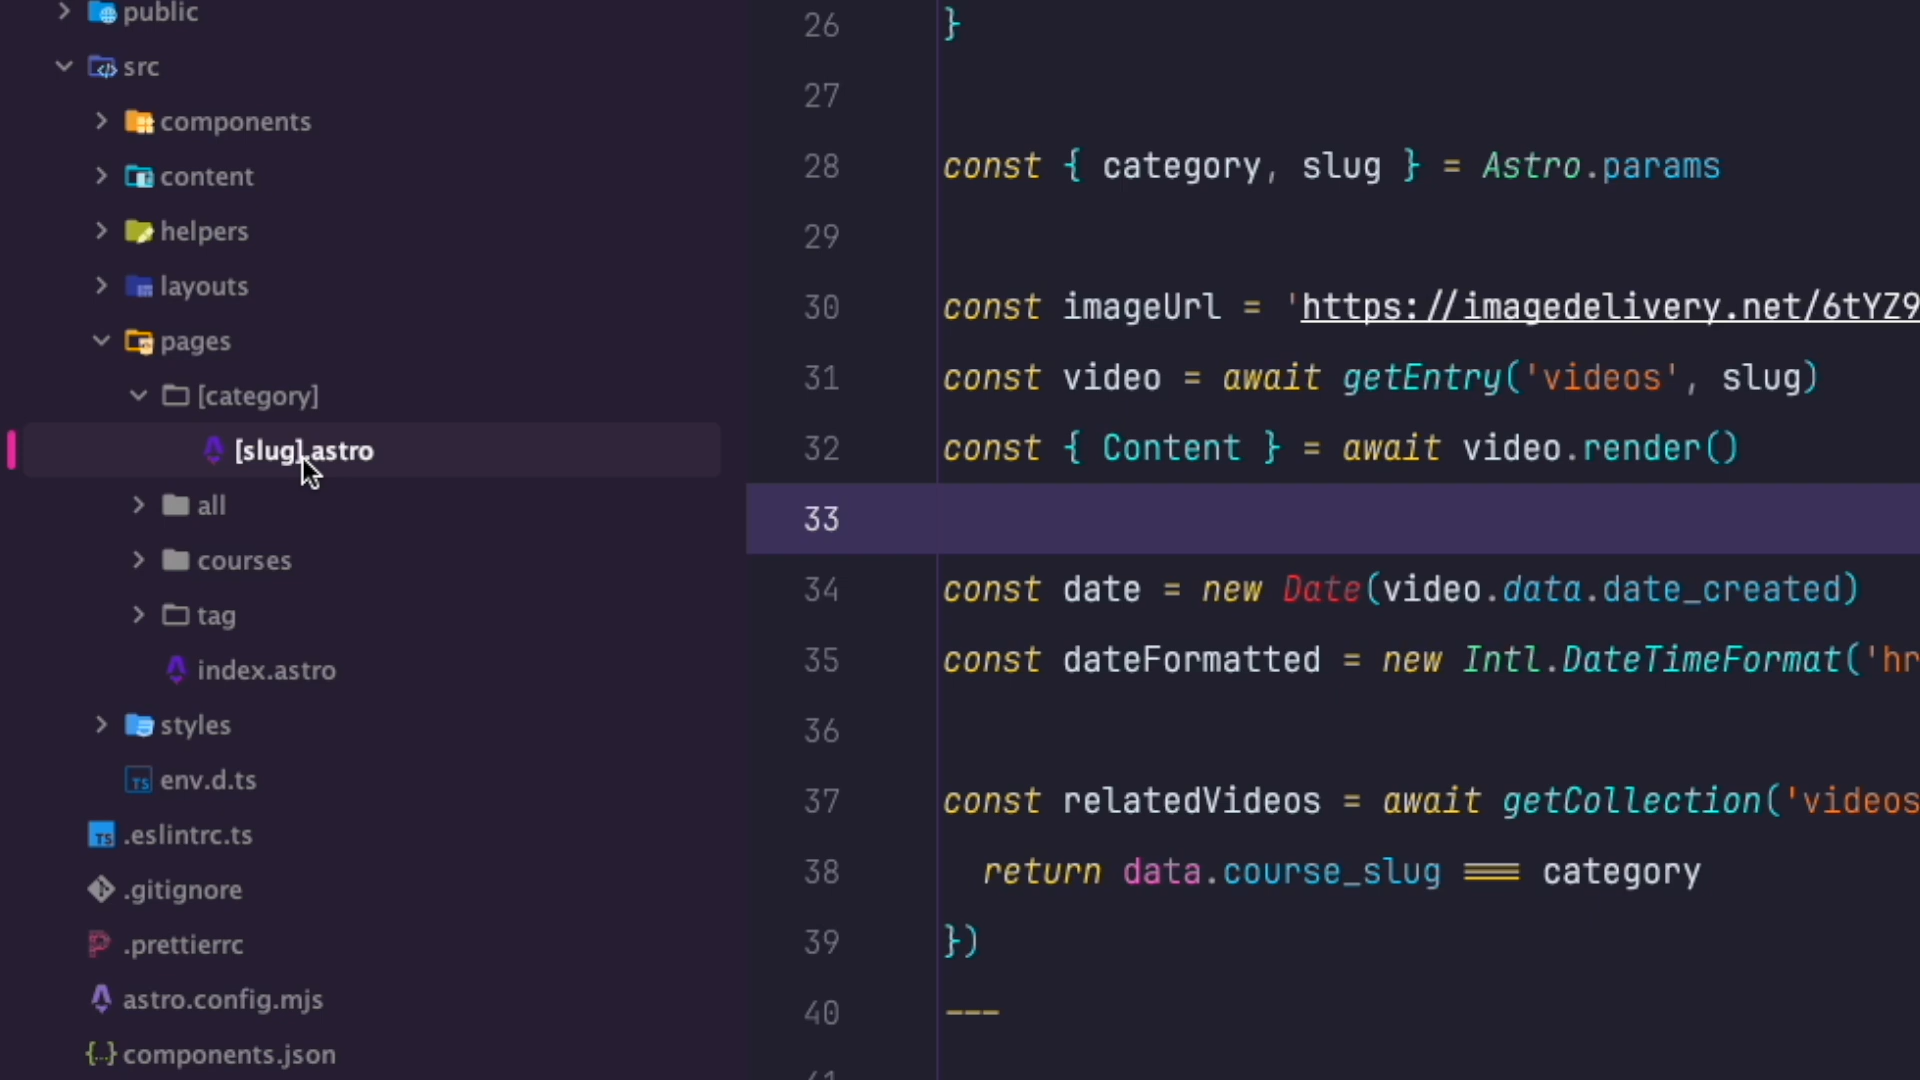 public
src
components
content
helpers
layouts
pages
[category]
[slug].astro
all
courses
tag
index.astro
styles
env.d.ts
.eslintrc.ts
.gitignore
.prettierrc
astro.config.mjs
components.json
26 }
27
28 const { category, slug } = Astro.params
29
30 const imageUrl = 'https://imagedelivery.net/6tYZ9
31 const video = await getEntry('videos', slug)
32 const { Content } = await video.render()
33
34 const date = new Date(video.data.date_created)
35 const dateFormatted = new Intl.DateTimeFormat('hr
36
37 const relatedVideos = await getCollection('videos
38 return data.course_slug === category
39 })
40 ---